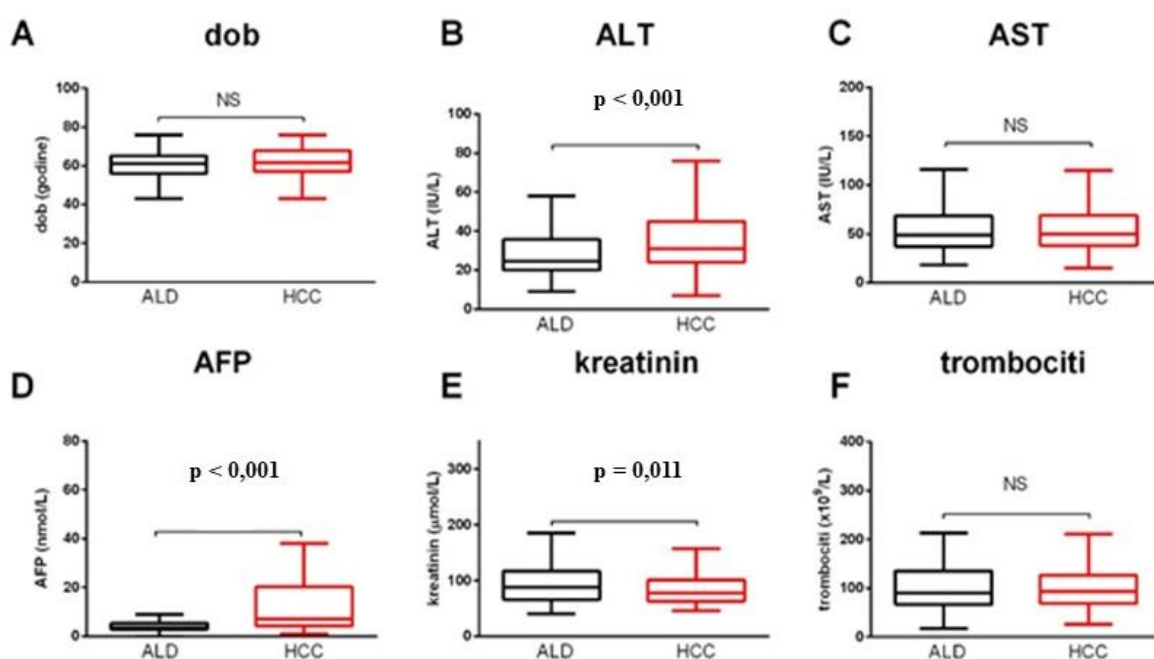 A
dob
dob (godine)
100
80
60
40
20
0
NS
ALD
HCC
B
ALT
ALT (IU/L)
100
80
60
40
20
0
p < 0,001
ALD
HCC
C
AST
AST (IU/L)
200
150
100
50
0
NS
ALD
HCC
D
AFP
AFP (nmol/L)
80
60
40
20
0
p < 0,001
ALD
HCC
E
kreatinin
kreatinin (μmol/L)
300
200
100
0
p = 0,011
ALD
HCC
F
trombociti
trombociti (x10⁹/L)
400
300
200
100
0
NS
ALD
HCC